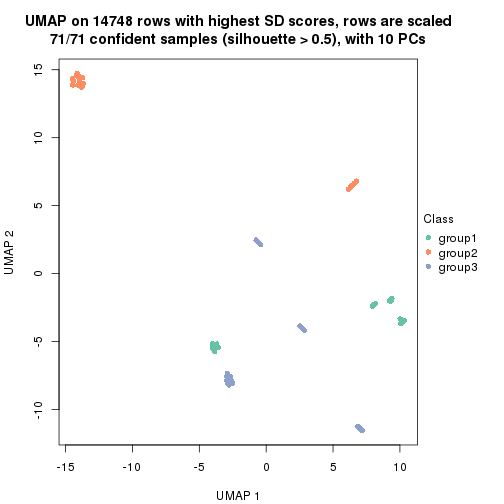 UMAP on 14748 rows with highest SD scores, rows are scaled
71/71 confident samples (silhouette > 0.5), with 10 PCs
15
10
5
0
-5
-10
UMAP 2
-15
-10
-5
0
5
10
UMAP 1
Class
group1
group2
group3